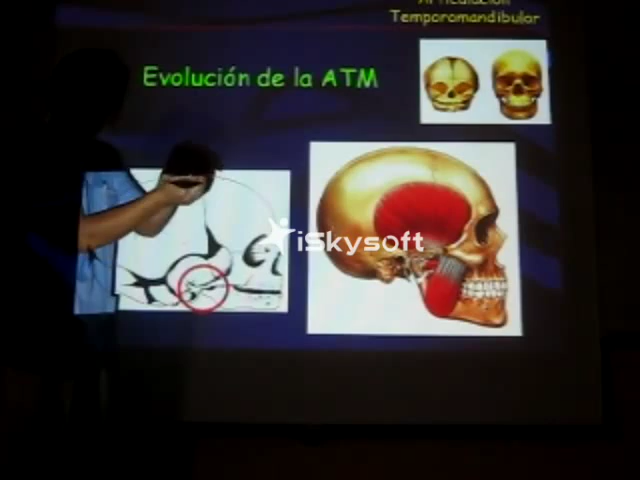 Articulación
Temporomandibular
Evolución de la ATM
iSkysoft